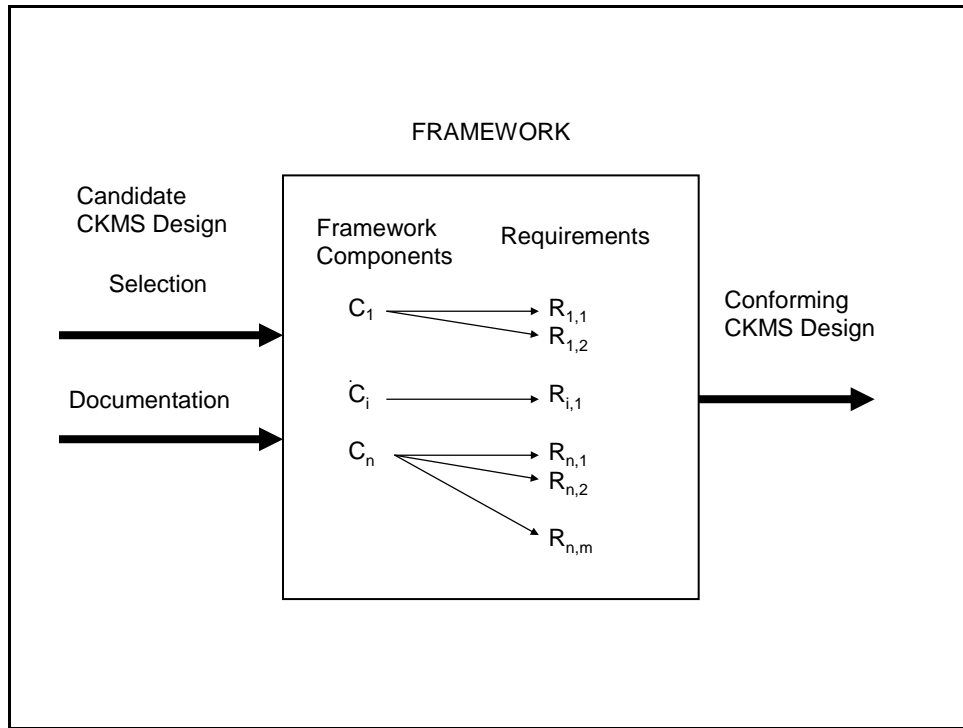 FRAMEWORK
Candidate
CKMS Design
Selection
Documentation
Framework
Components
Requirements
C₁
R₁,₁
R₁,₂
Cᵢ
Rᵢ,₁
Cₙ
Rₙ,₁
Rₙ,₂
Rₙ,ₘ
Conforming
CKMS Design